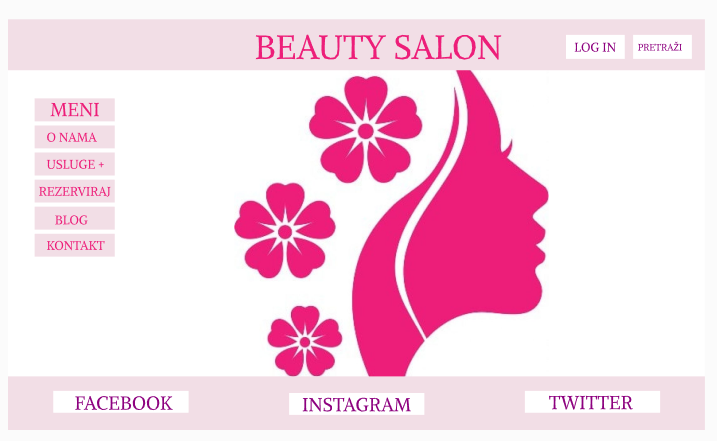 BEAUTY SALON
LOG IN
PRETRAŽI
MENI
O NAMA
USLUGE +
REZERVIRAJ
BLOG
KONTAKT
FACEBOOK
INSTAGRAM
TWITTER